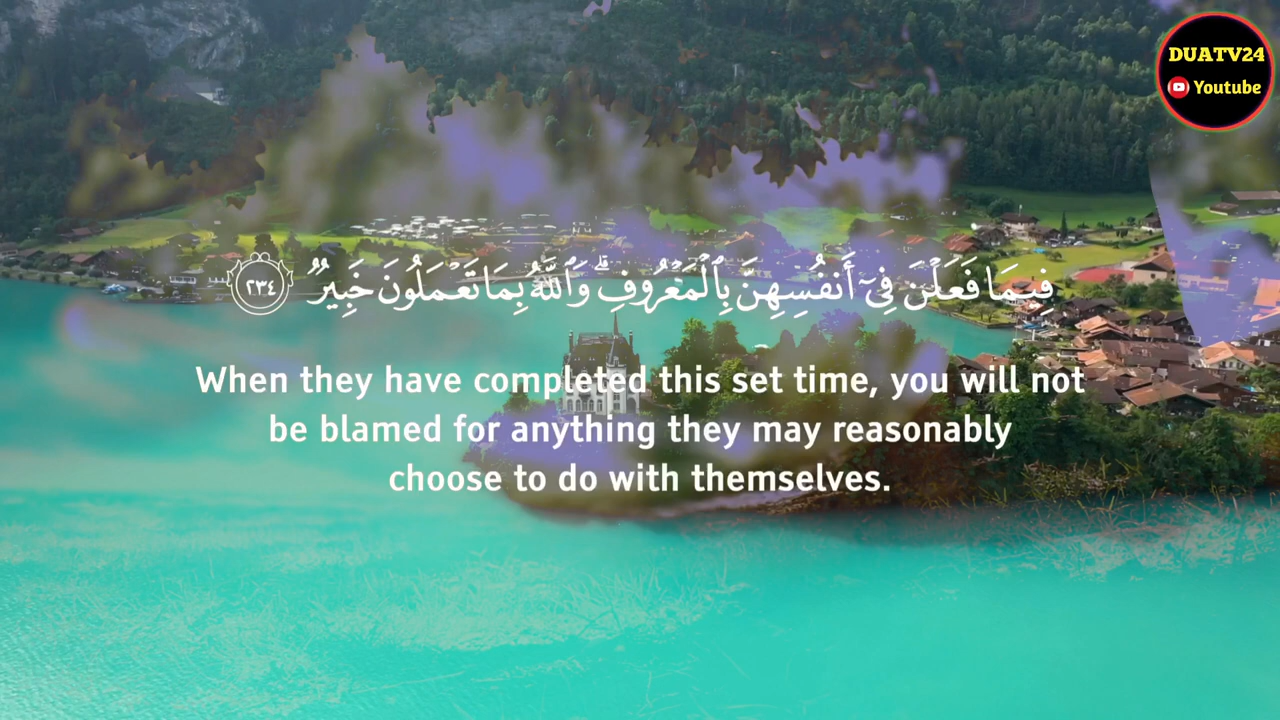 DUATV24
Youtube
فِيمَا فَعَلْنَ فِىٓ أَنفُسِهِنَّ بِٱلْمَعْرُوفِ ۗ وَٱللَّهُ بِمَا تَعْمَلُونَ خَبِيرٌ ٢٣٤
When they have completed this set time, you will not
be blamed for anything they may reasonably
choose to do with themselves.